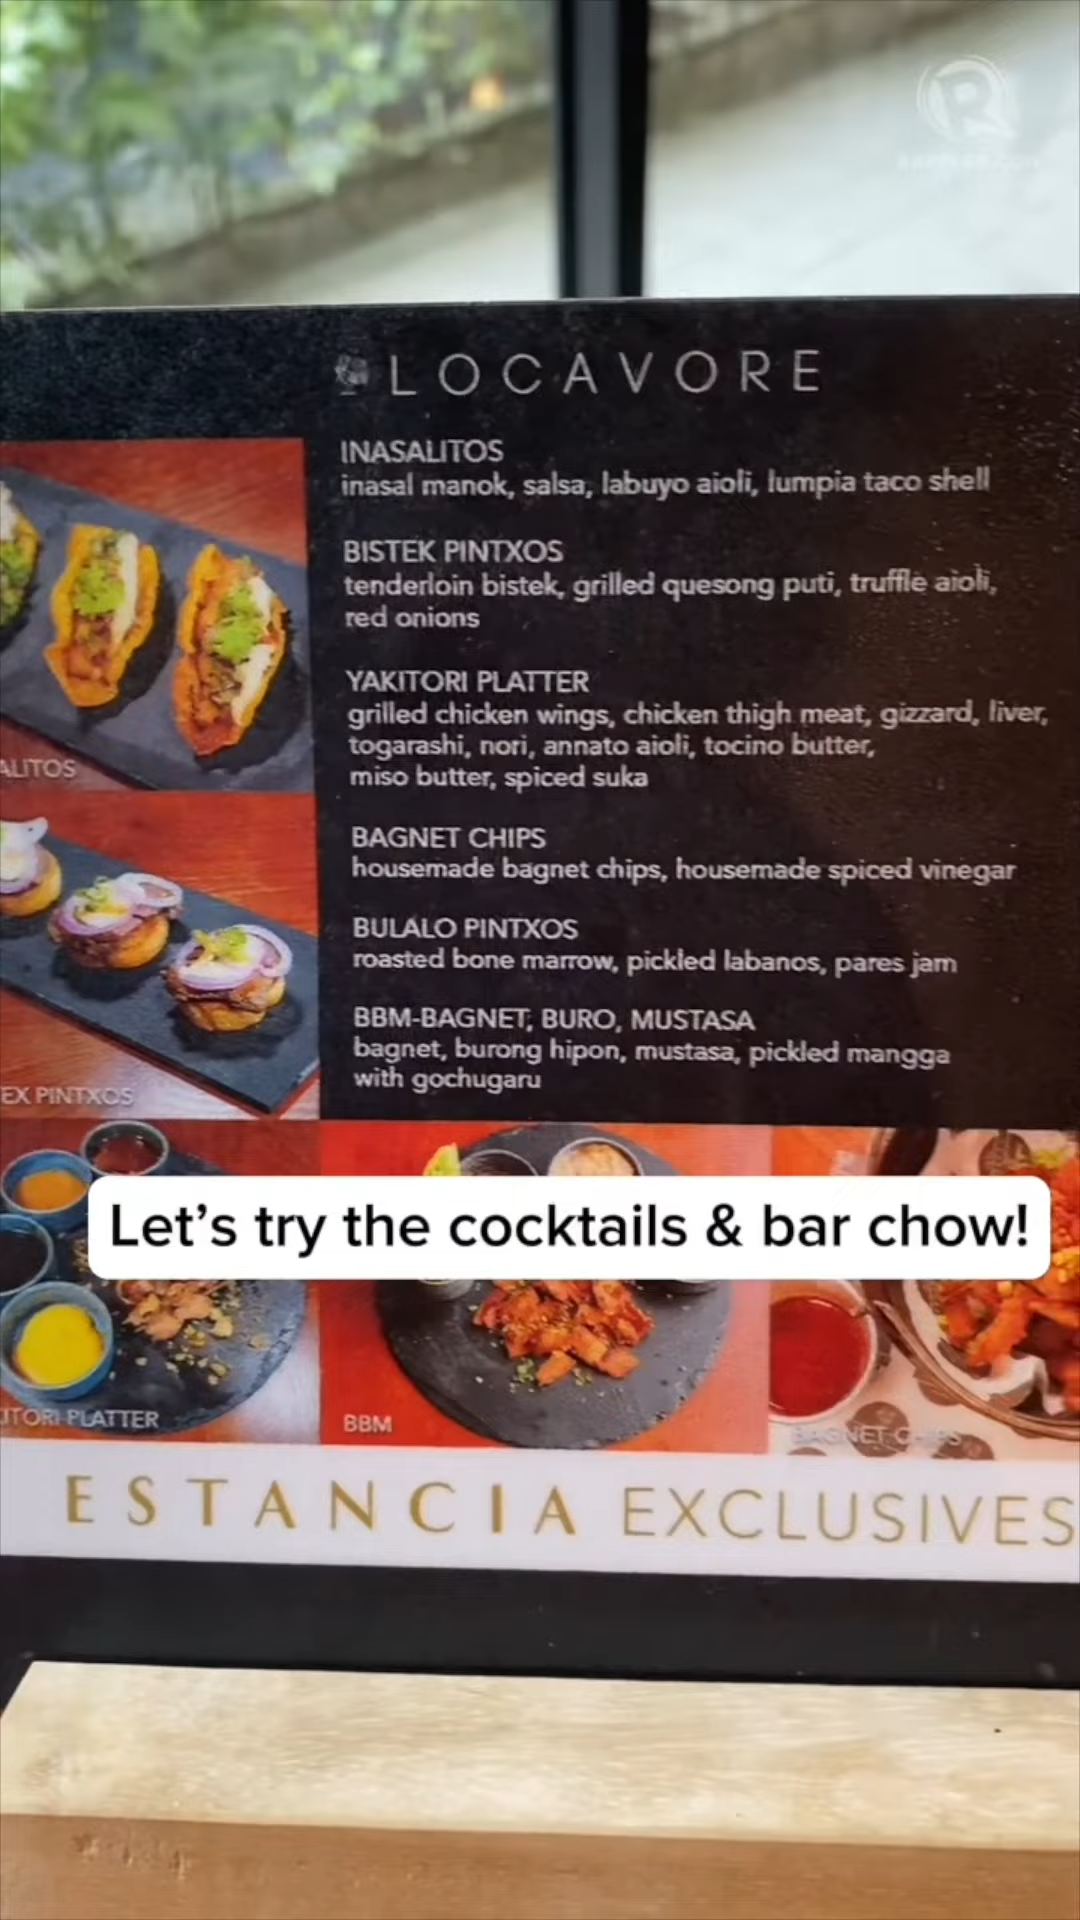 LOCAVORE
INASALITOS
inasal manok, salsa, labuyo aioli, lumpia taco shell
BISTEK PINTXOS
tenderloin bistek, grilled quesong puti, truffle aioli,
red onions
YAKITORI PLATTER
grilled chicken wings, chicken thigh meat, gizzard, liver,
togarashi, nori, annato aioli, tocino butter,
miso butter, spiced suka
BAGNET CHIPS
housemade bagnet chips, housemade spiced vinegar
BULALO PINTXOS
roasted bone marrow, pickled labanos, pares jam
BBM-BAGNET, BURO, MUSTASA
bagnet, burong hipon, mustasa, pickled mangga
with gochugaru
ALITOS
EX PINTXOS
Let's try the cocktails & bar chow!
ITORI PLATTER
BBM
BAGNET CHIPS
ESTANCIA EXCLUSIVES